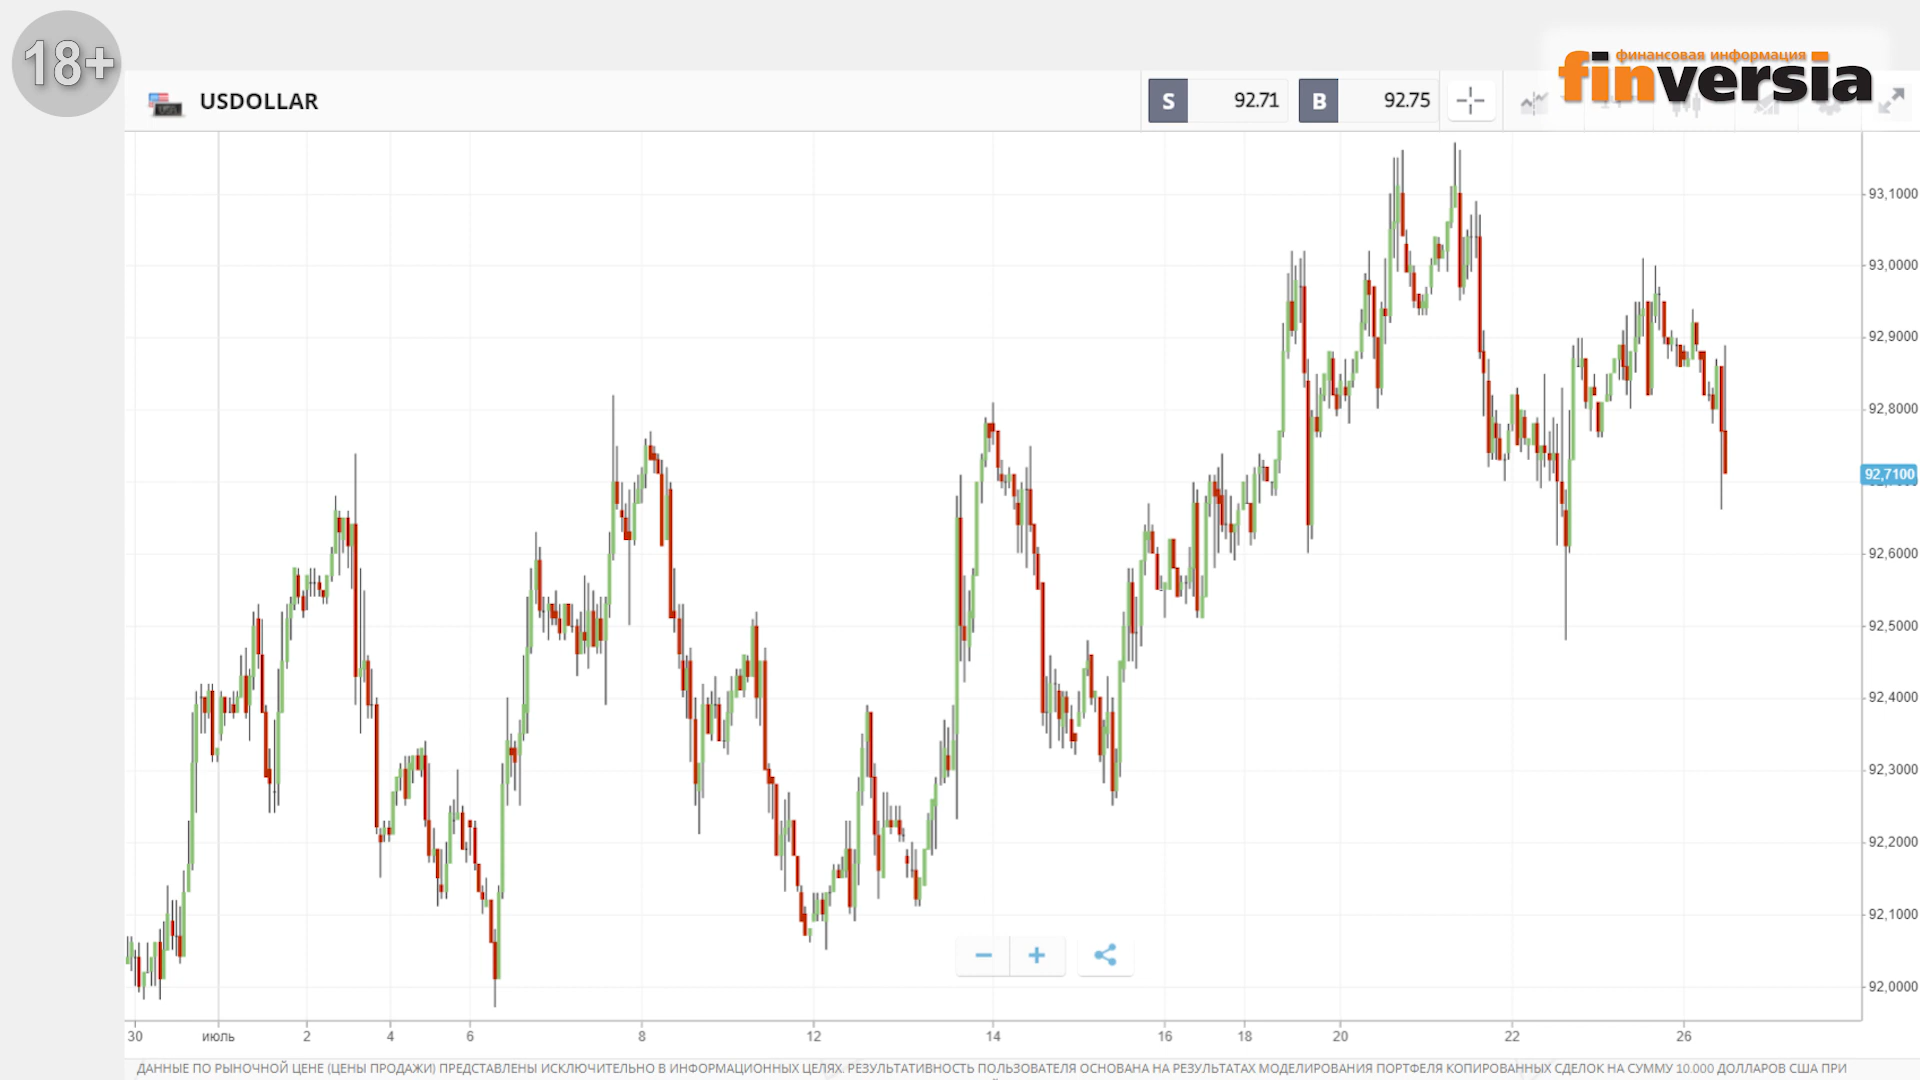 18+
финансовая информация
finversia
USDOLLAR
S 92.71 B 92.75
93,1000
93,0000
92,9000
92,8000
92,7100
92,6000
92,5000
92,4000
92,3000
92,2000
92,1000
92,0000
30 июль 2 4 6 8 12 14 16 18 20 22 26
ДАННЫЕ ПО РЫНОЧНОЙ ЦЕНЕ (ЦЕНЫ ПРОДАЖИ) ПРЕДСТАВЛЕНЫ ИСКЛЮЧИТЕЛЬНО В ИНФОРМАЦИОННЫХ ЦЕЛЯХ. РЕЗУЛЬТАТИВНОСТЬ ПОЛЬЗОВАТЕЛЯ ОСНОВАНА НА РЕЗУЛЬТАТАХ МОДЕЛИРОВАНИЯ ПОРТФЕЛЯ КОПИРОВАННЫХ СДЕЛОК НА СУММУ 10.000 ДОЛЛАРОВ США ПРИ